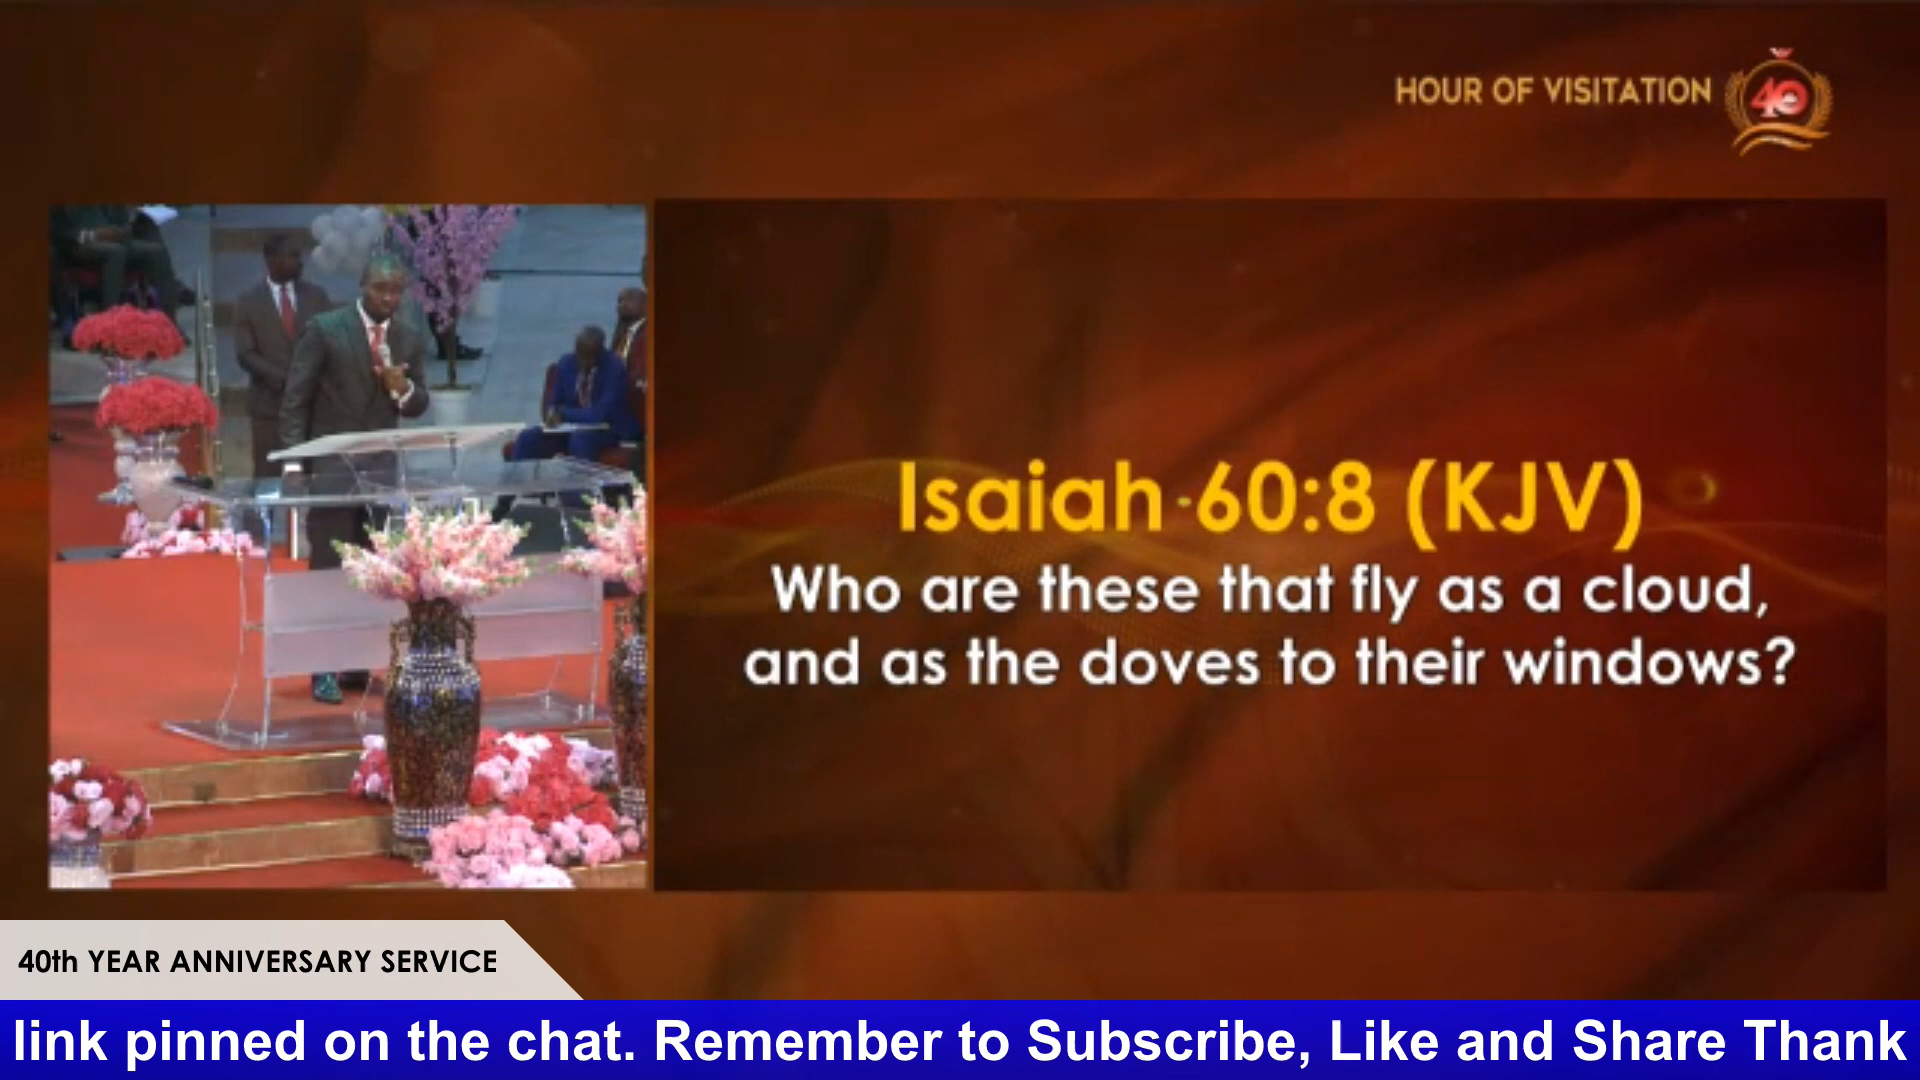 HOUR OF VISITATION
40
Isaiah 60:8 (KJV)
Who are these that fly as a cloud,
and as the doves to their windows?
40th YEAR ANNIVERSARY SERVICE
link pinned on the chat. Remember to Subscribe, Like and Share Thank